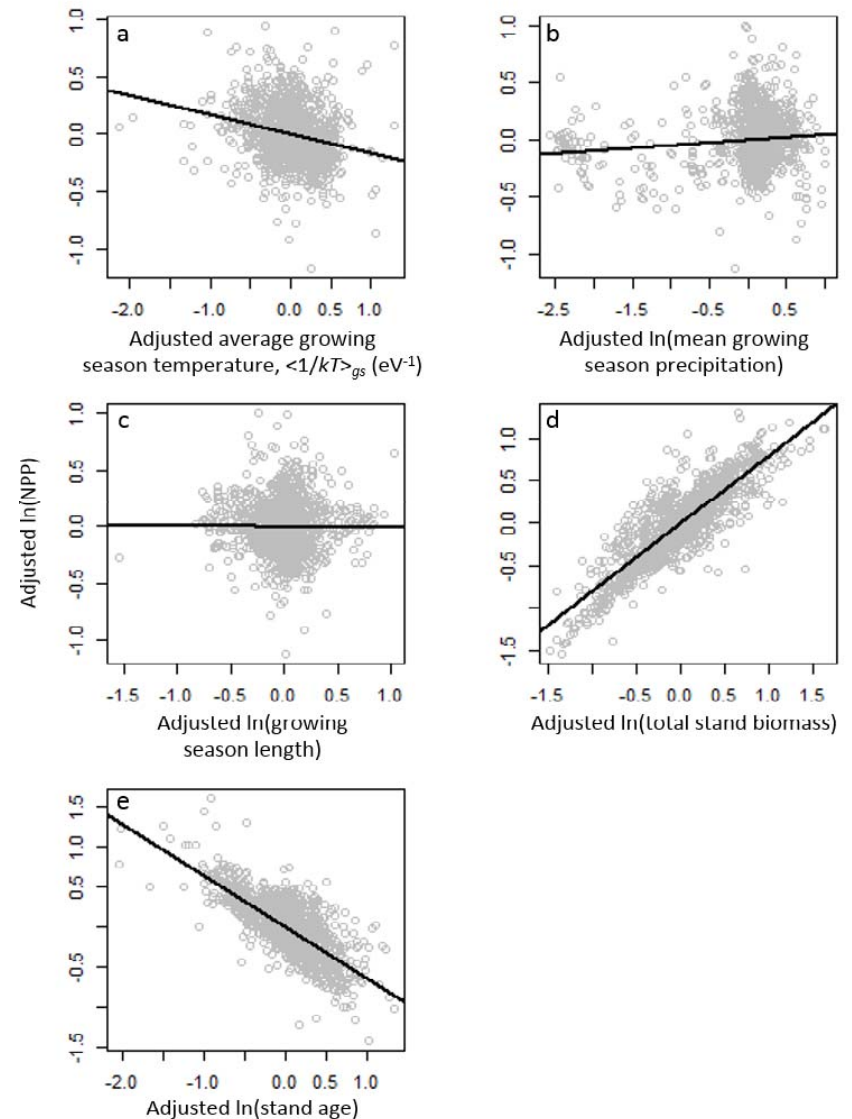 a
1.0
0.5
0.0
-0.5
-1.0
-2.0 -1.0 0.0 0.5 1.0
Adjusted average growing
season temperature, <1/kT>gs (eV-1)
b
1.0
0.5
0.0
-0.5
-1.0
-2.5 -1.5 -0.5 0.5
Adjusted ln(mean growing
season precipitation)
Adjusted ln(NPP)
c
1.0
0.5
0.0
-0.5
-1.0
-1.5 -1.0 -0.5 0.0 0.5 1.0
Adjusted ln(growing
season length)
d
1.0
0.5
0.0
-0.5
-1.5
-1.5 -0.5 0.0 0.5 1.0 1.5
Adjusted ln(total stand biomass)
e
1.5
1.0
0.5
-0.5
-1.5
-2.0 -1.0 0.0 0.5 1.0
Adjusted ln(stand age)